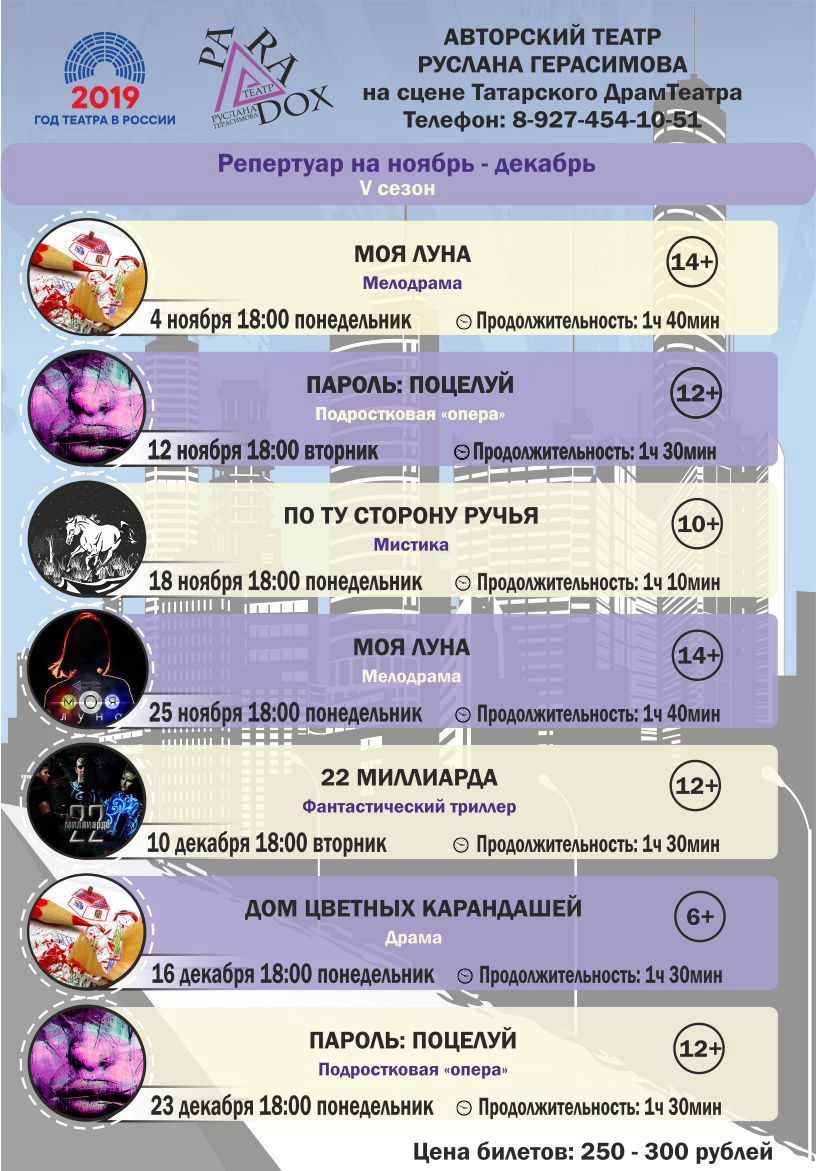 2019
ГОД ТЕАТРА В РОССИИ
PARADOX
ТЕАТР
РУСЛАНА
ГЕРАСИМОВА
АВТОРСКИЙ ТЕАТР
РУСЛАНА ГЕРАСИМОВА
на сцене Татарского ДрамТеатра
Телефон: 8-927-454-10-51
Репертуар на ноябрь - декабрь
V сезон
МОЯ ЛУНА
14+
Мелодрама
4 ноября 18:00 понедельник Продолжительность: 1ч 40мин
ПАРОЛЬ: ПОЦЕЛУЙ
12+
Подростковая «опера»
12 ноября 18:00 вторник Продолжительность: 1ч 30мин
ПО ТУ СТОРОНУ РУЧЬЯ
10+
Мистика
18 ноября 18:00 понедельник Продолжительность: 1ч 10мин
МОЯ ЛУНА
14+
Мелодрама
МОЯ
ЛУНА
25 ноября 18:00 понедельник Продолжительность: 1ч 40мин
22 МИЛЛИАРДА
12+
Фантастический триллер
22
миллиарда
10 декабря 18:00 вторник Продолжительность: 1ч 30мин
ДОМ ЦВЕТНЫХ КАРАНДАШЕЙ
6+
Драма
16 декабря 18:00 понедельник Продолжительность: 1ч 30мин
ПАРОЛЬ: ПОЦЕЛУЙ
12+
Подростковая «опера»
23 декабря 18:00 понедельник Продолжительность: 1ч 30мин
Цена билетов: 250 - 300 рублей